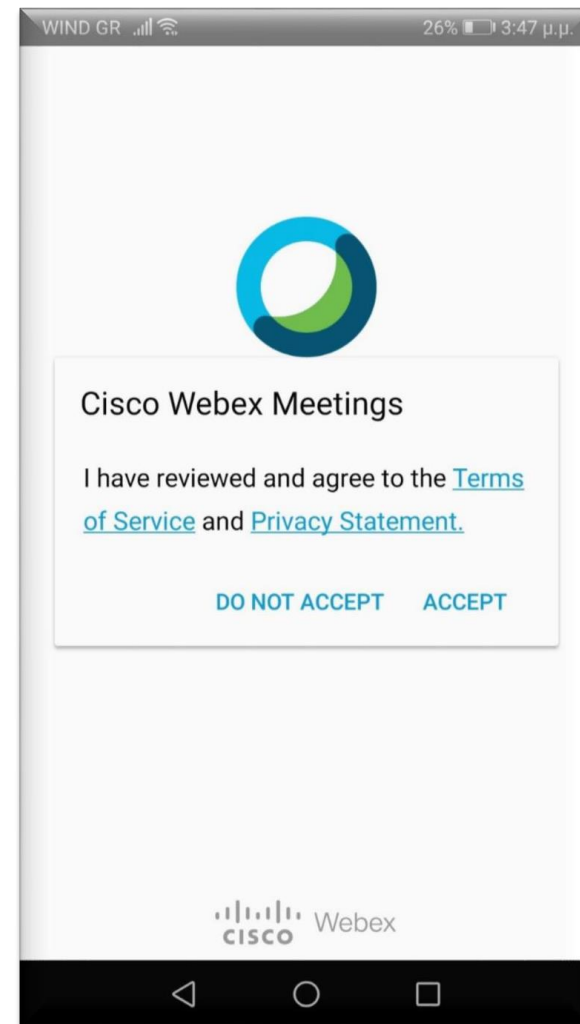 WIND GR 26% 3:47 μ.μ.
Cisco Webex Meetings
I have reviewed and agree to the Terms
of Service and Privacy Statement.
DO NOT ACCEPT ACCEPT
CISCO Webex